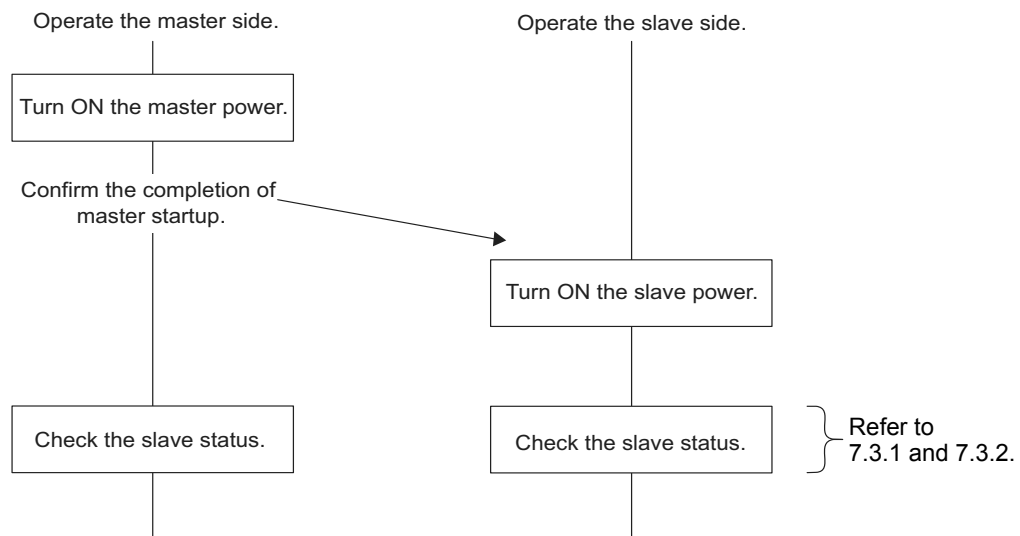 Operate the master side.
Operate the slave side.
Turn ON the master power.
Confirm the completion of
master startup.
Turn ON the slave power.
Check the slave status.
Check the slave status.
Refer to
7.3.1 and 7.3.2.